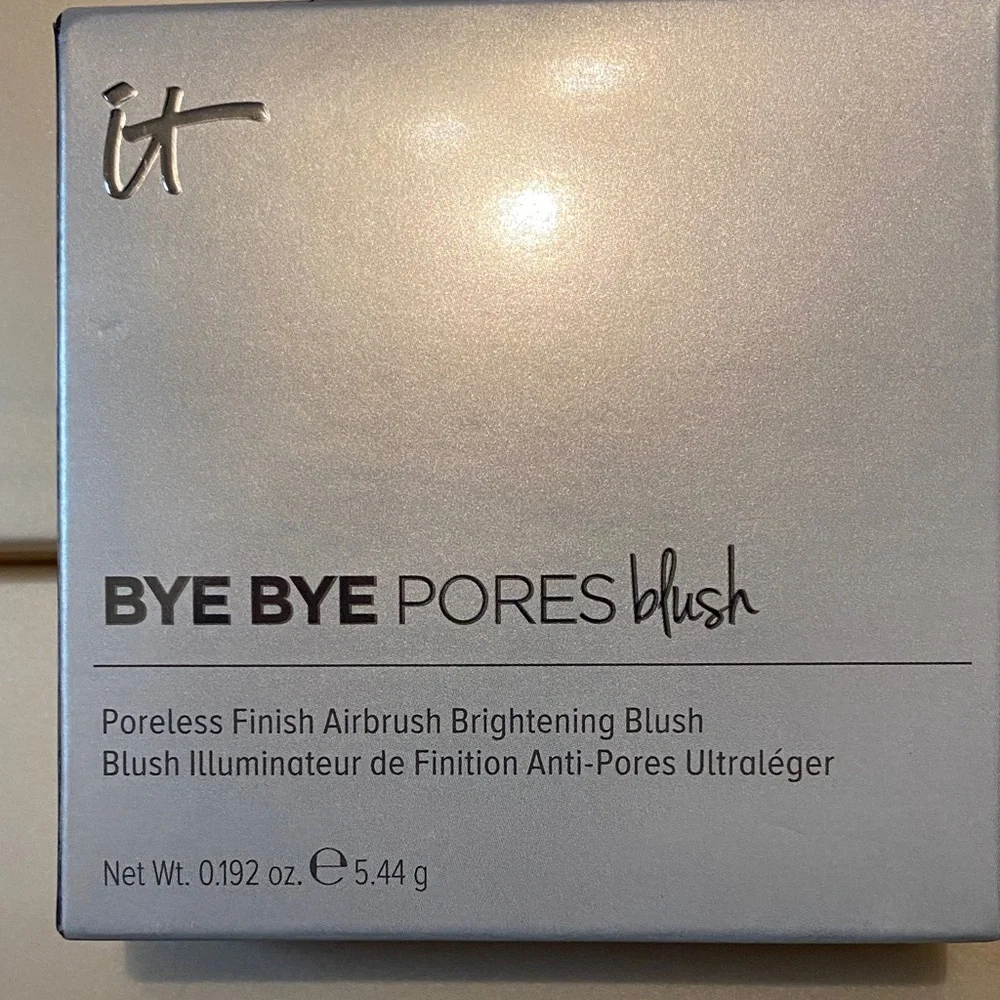 it
BYE BYE PORES blush
Poreless Finish Airbrush Brightening Blush
Blush Illuminateur de Finition Anti-Pores Ultraléger
Net Wt. 0.192 oz. ℮ 5.44 g